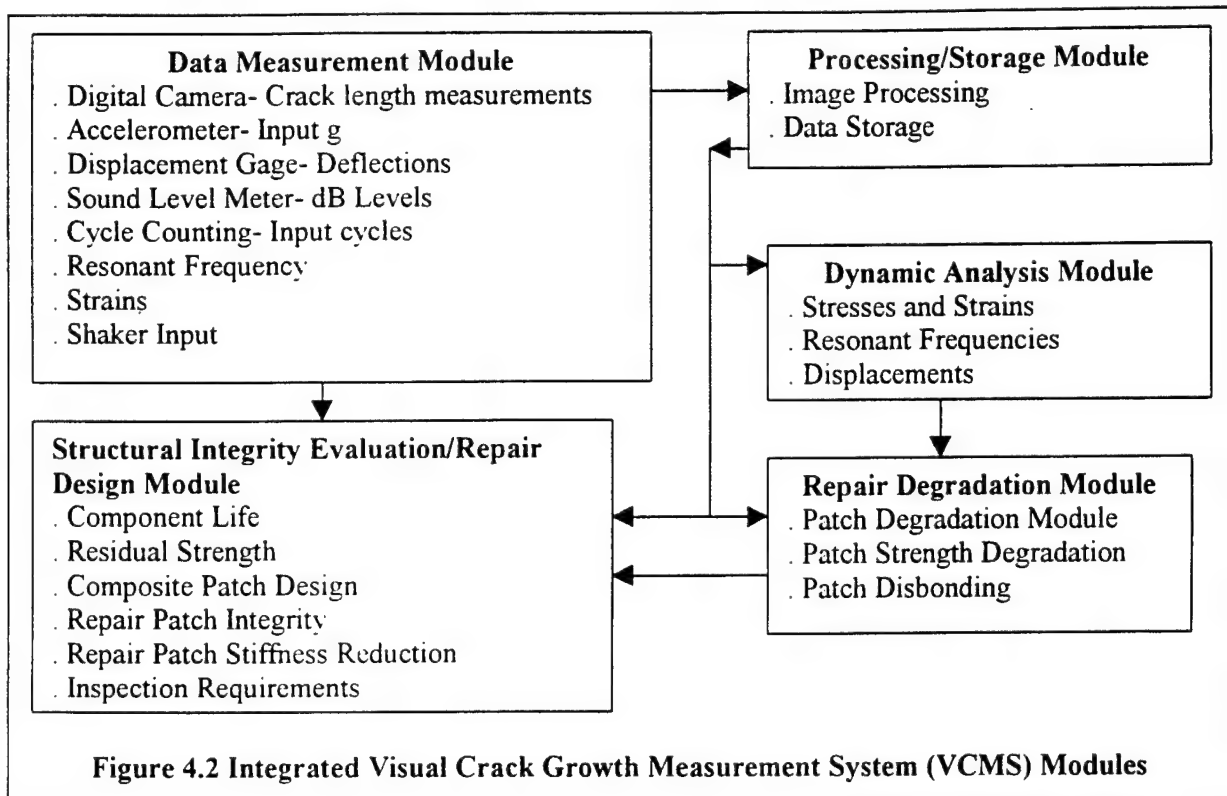 Data Measurement Module
. Digital Camera- Crack length measurements
. Accelerometer- Input g
. Displacement Gage- Deflections
. Sound Level Meter- dB Levels
. Cycle Counting- Input cycles
. Resonant Frequency
. Strains
. Shaker Input
Processing/Storage Module
. Image Processing
. Data Storage
Dynamic Analysis Module
. Stresses and Strains
. Resonant Frequencies
. Displacements
Structural Integrity Evaluation/Repair
Design Module
. Component Life
. Residual Strength
. Composite Patch Design
. Repair Patch Integrity
. Repair Patch Stiffness Reduction
. Inspection Requirements
Repair Degradation Module
. Patch Degradation Module
. Patch Strength Degradation
. Patch Disbonding
Figure 4.2 Integrated Visual Crack Growth Measurement System (VCMS) Modules